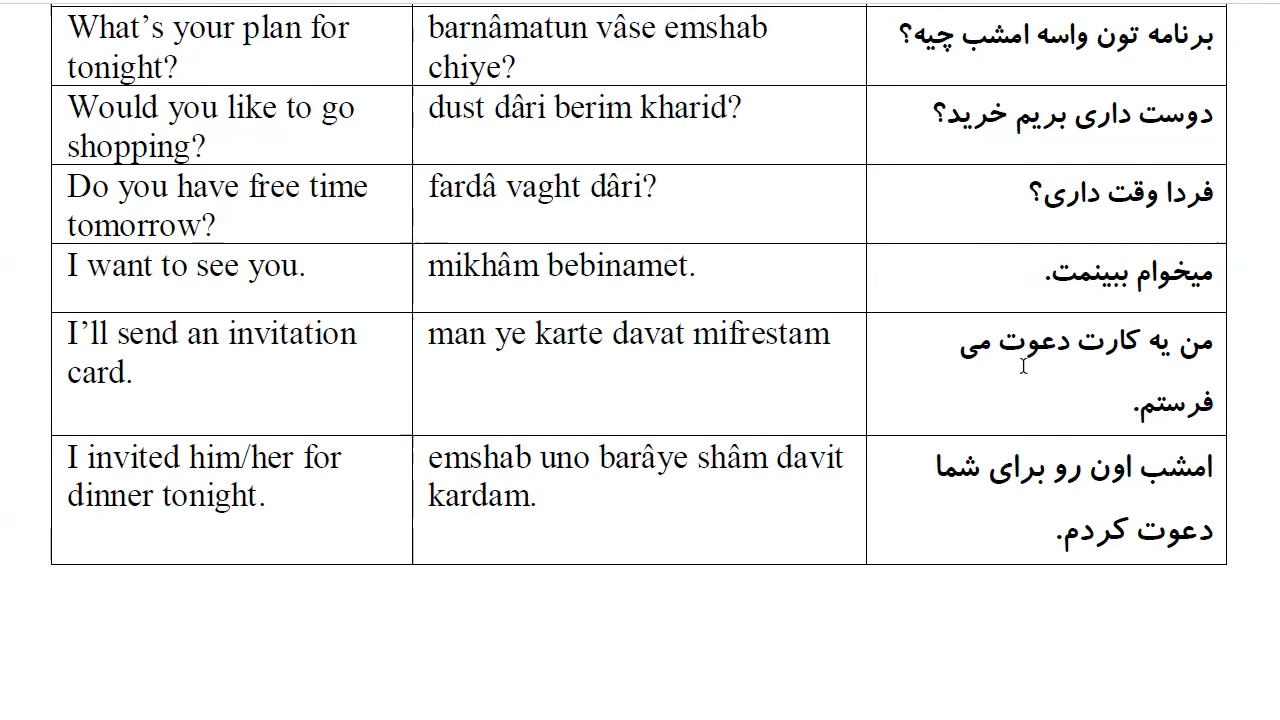 What’s your plan for
tonight?
barnâmatun vâse emshab
chiye?
برنامه تون واسه امشب چیه؟
Would you like to go
shopping?
dust dâri berim kharid?
دوست داری بریم خرید؟
Do you have free time
tomorrow?
fardâ vaght dâri?
فردا وقت داری؟
I want to see you.
mikhâm bebinamet.
میخوام ببینمت.
I’ll send an invitation
card.
man ye karte davat mifrestam
من یه کارت دعوت می
فرستم.
I invited him/her for
dinner tonight.
emshab uno barâye shâm davit
kardam.
امشب اون رو برای شما
دعوت کردم.